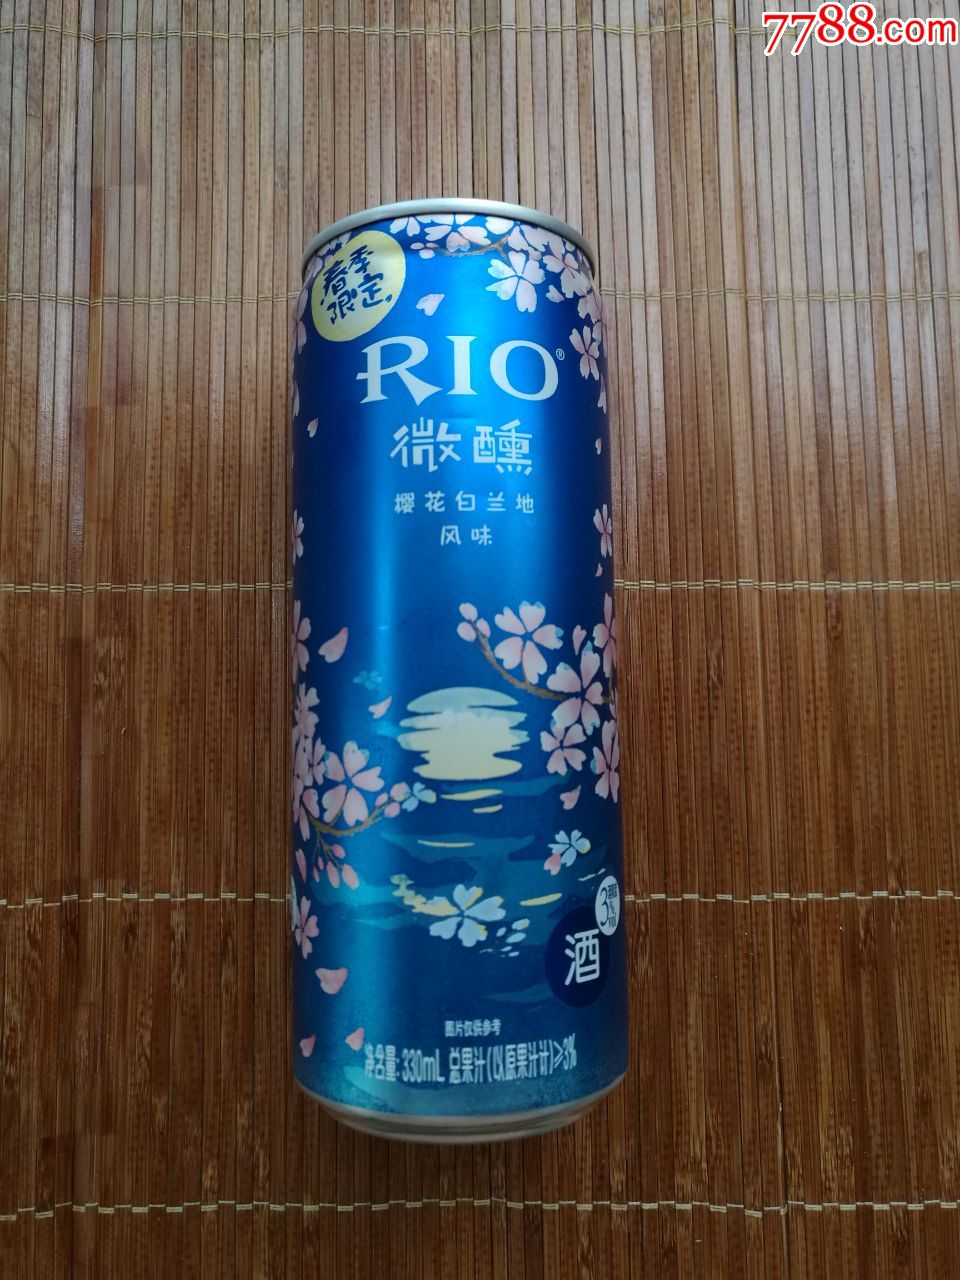 7788.com
春季
限定
RIO®
微醺
樱花白兰地
风味
3%
酒
图片仅供参考
净含量: 330mL 总果汁(以原果汁计)≥3%